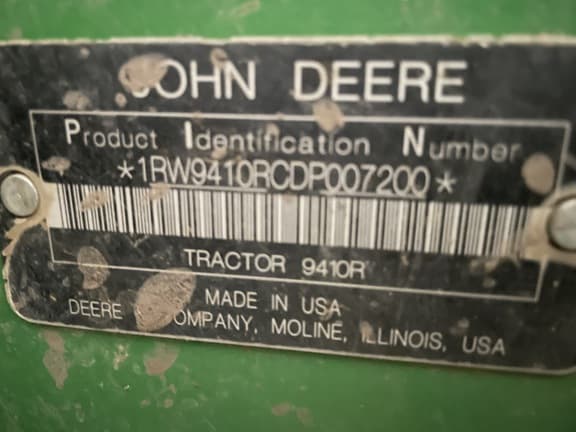 JOHN DEERE
Product Identification Number
*1RW9410RCDP007200*
TRACTOR 9410R
MADE IN USA
DEERE COMPANY, MOLINE, ILLINOIS, USA